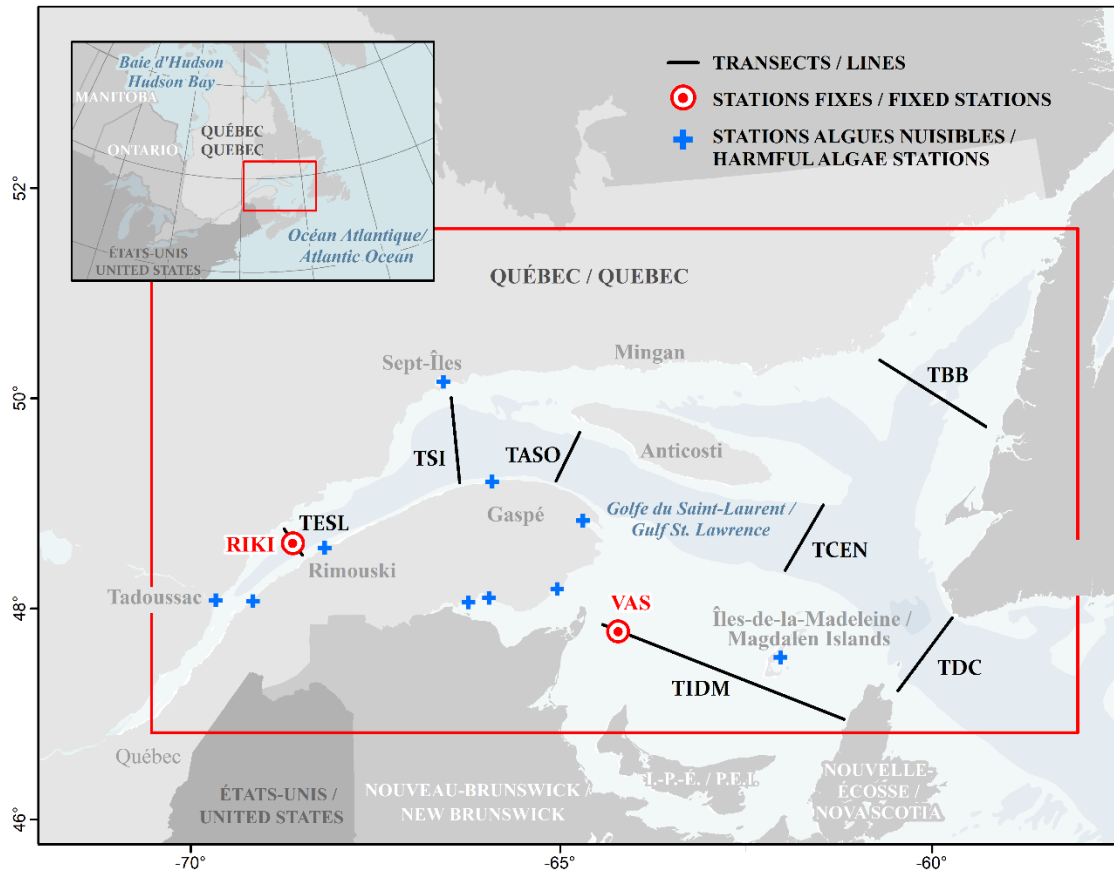 Baie d'Hudson
Hudson Bay
MANITOBA
QUÉBEC
QUEBEC
ONTARIO
Océan Atlantique/
Atlantic Ocean
ÉTATS-UNIS
UNITED STATES
TRANSECTS / LINES
STATIONS FIXES / FIXED STATIONS
STATIONS ALGUES NUISIBLES /
HARMFUL ALGAE STATIONS
52°
50°
48°
46°
QUÉBEC / QUEBEC
Sept-Îles
Mingan
TBB
TSI
TASO
Anticosti
Gaspé
Golfe du Saint-Laurent /
Gulf St. Lawrence
TESL
RIKI
Rimouski
TCEN
Tadoussac
VAS
Îles-de-la-Madeleine /
Magdalen Islands
TIDM
TDC
Québec
ÉTATS-UNIS /
UNITED STATES
NOUVEAU-BRUNSWICK /
NEW BRUNSWICK
I.-P.-É. / P.E.I.
NOUVELLE-
ÉCOSSE /
NOVA SCOTIA
-70°
-65°
-60°